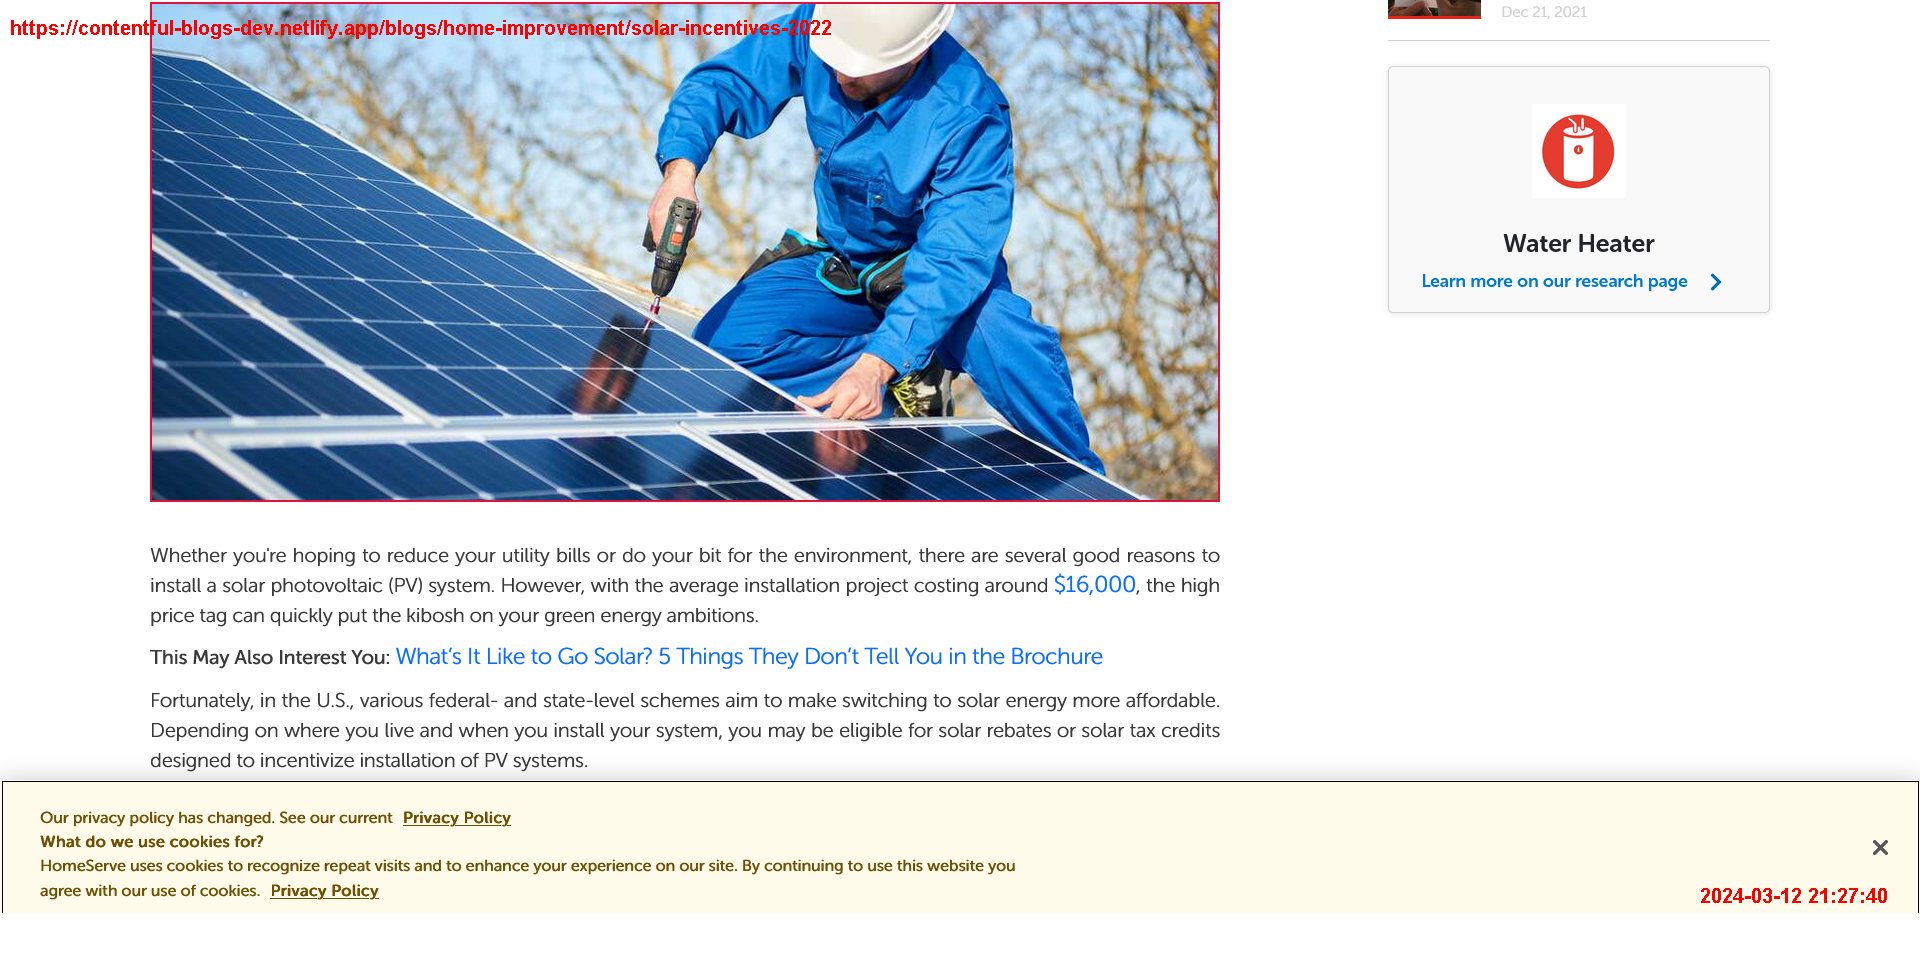 https://contentful-blogs-dev.netlify.app/blogs/home-improvement/solar-incentives-2022
Dec 21, 2021
Water Heater
Learn more on our research page
Whether you're hoping to reduce your utility bills or do your bit for the environment, there are several good reasons to
install a solar photovoltaic (PV) system. However, with the average installation project costing around $16,000, the high
price tag can quickly put the kibosh on your green energy ambitions.
This May Also Interest You: What’s It Like to Go Solar? 5 Things They Don’t Tell You in the Brochure
Fortunately, in the U.S., various federal- and state-level schemes aim to make switching to solar energy more affordable.
Depending on where you live and when you install your system, you may be eligible for solar rebates or solar tax credits
designed to incentivize installation of PV systems.
Our privacy policy has changed. See our current Privacy Policy
What do we use cookies for?
HomeServe uses cookies to recognize repeat visits and to enhance your experience on our site. By continuing to use this website you
agree with our use of cookies. Privacy Policy
2024-03-12 21:27:40